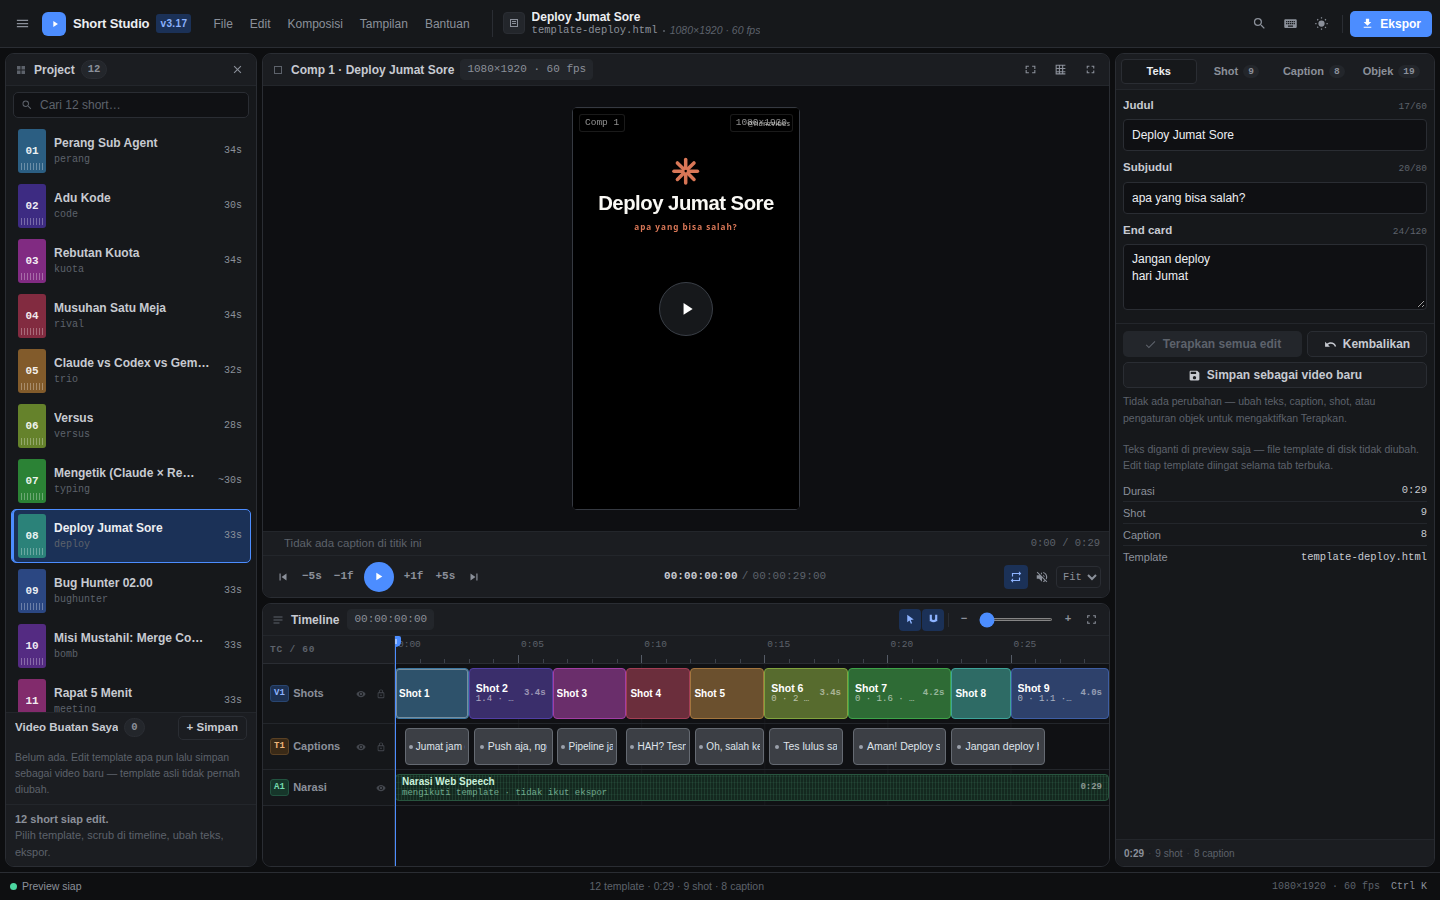 Short Studio v3.17 File Edit Komposisi Tampilan Bantuan
Deploy Jumat Sore
template-deploy.html · 1080×1920 · 60 fps
Ekspor
Project 12
Cari 12 short…
01 Perang Sub Agent 34s
perang
02 Adu Kode 30s
code
03 Rebutan Kuota 34s
kuota
04 Musuhan Satu Meja 34s
rival
05 Claude vs Codex vs Gem… 32s
trio
06 Versus 28s
versus
07 Mengetik (Claude × Re… ~30s
typing
08 Deploy Jumat Sore 33s
deploy
09 Bug Hunter 02.00 33s
bughunter
10 Misi Mustahil: Merge Co… 33s
bomb
11 Rapat 5 Menit 33s
meeting
Video Buatan Saya 0 + Simpan
Belum ada. Edit template apa pun lalu simpan
sebagai video baru — template asli tidak pernah
diubah.
12 short siap edit.
Pilih template, scrub di timeline, ubah teks,
ekspor.
Comp 1 · Deploy Jumat Sore 1080×1920 · 60 fps
Comp 1 1080×1920
Deploy Jumat Sore
apa yang bisa salah?
Tidak ada caption di titik ini 0:00 / 0:29
−5s −1f +1f +5s 00:00:00:00 / 00:00:29:00 Fit
Timeline 00:00:00:00 − +
TC / 60 0:00 0:05 0:10 0:15 0:20 0:25
V1 Shots
Shot 1
Shot 2 3.4s
1.4 · …
Shot 3
Shot 4
Shot 5
Shot 6 3.4s
0 · 2 …
Shot 7 4.2s
0 · 1.6 · …
Shot 8
Shot 9 4.0s
0 · 1.1 ·…
T1 Captions
Jumat jam
Push aja, ng
Pipeline ja
HAH? Tesr
Oh, salah ke
Tes lulus sa
Aman! Deploy s
Jangan deploy h
A1 Narasi
Narasi Web Speech 0:29
mengikuti template · tidak ikut ekspor
Teks Shot 9 Caption 8 Objek 19
Judul 17/60
Deploy Jumat Sore
Subjudul 20/80
apa yang bisa salah?
End card 24/120
Jangan deploy
hari Jumat
Terapkan semua edit Kembalikan
Simpan sebagai video baru
Tidak ada perubahan — ubah teks, caption, shot, atau
pengaturan objek untuk mengaktifkan Terapkan.
Teks diganti di preview saja — file template di disk tidak diubah.
Edit tiap template diingat selama tab terbuka.
Durasi 0:29
Shot 9
Caption 8
Template template-deploy.html
0:29 · 9 shot · 8 caption
Preview siap 12 template · 0:29 · 9 shot · 8 caption 1080×1920 · 60 fps Ctrl K